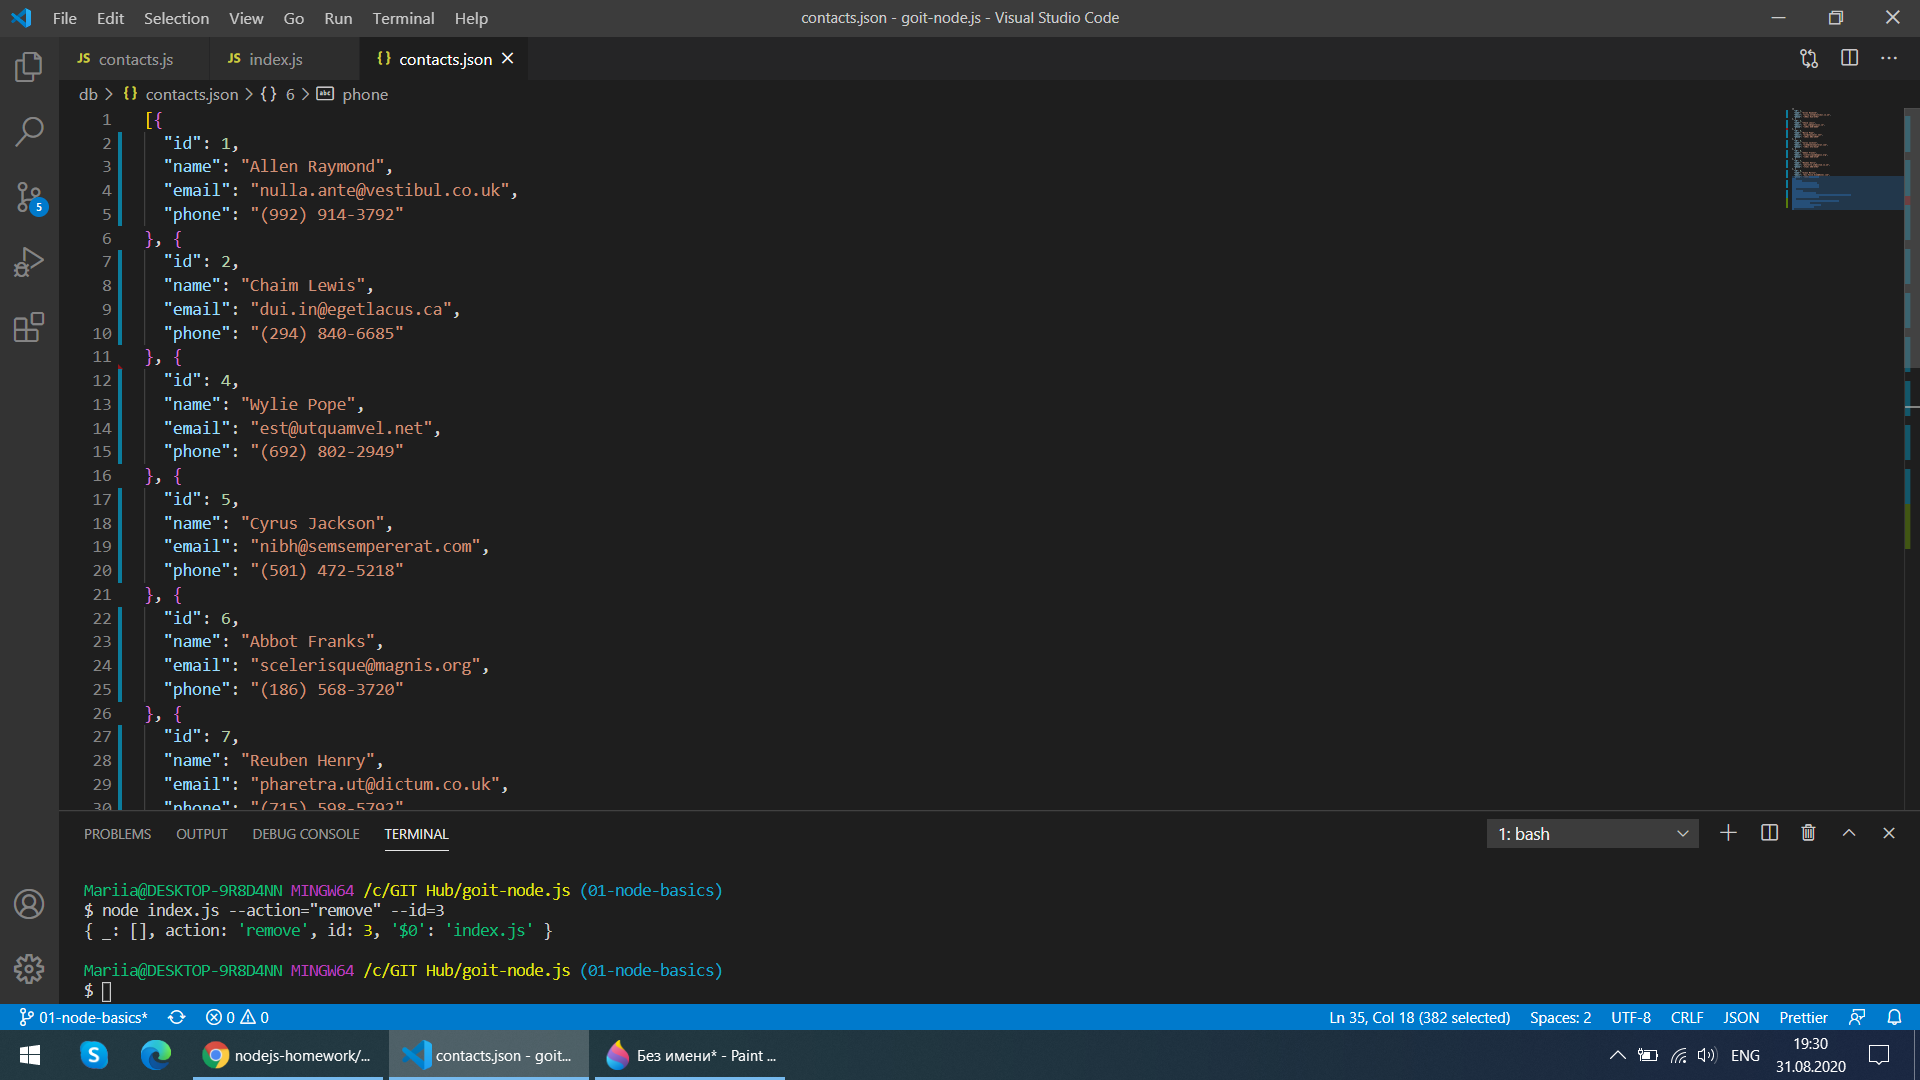 File Edit Selection View Go Run Terminal Help
contacts.json - goit-node.js - Visual Studio Code
JS contacts.js JS index.js {} contacts.json
db > {} contacts.json > {} 6 > abc phone
1 [{
2 "id": 1,
3 "name": "Allen Raymond",
4 "email": "nulla.ante@vestibul.co.uk",
5 "phone": "(992) 914-3792"
6 }, {
7 "id": 2,
8 "name": "Chaim Lewis",
9 "email": "dui.in@egetlacus.ca",
10 "phone": "(294) 840-6685"
11 }, {
12 "id": 4,
13 "name": "Wylie Pope",
14 "email": "est@utquamvel.net",
15 "phone": "(692) 802-2949"
16 }, {
17 "id": 5,
18 "name": "Cyrus Jackson",
19 "email": "nibh@semsempererat.com",
20 "phone": "(501) 472-5218"
21 }, {
22 "id": 6,
23 "name": "Abbot Franks",
24 "email": "scelerisque@magnis.org",
25 "phone": "(186) 568-3720"
26 }, {
27 "id": 7,
28 "name": "Reuben Henry",
29 "email": "pharetra.ut@dictum.co.uk",
30 "phone": "(715) 598-5792"
5
PROBLEMS OUTPUT DEBUG CONSOLE TERMINAL
1: bash
Mariia@DESKTOP-9R8D4NN MINGW64 /c/GIT Hub/goit-node.js (01-node-basics)
$ node index.js --action="remove" --id=3
{ _: [], action: 'remove', id: 3, '$0': 'index.js' }
Mariia@DESKTOP-9R8D4NN MINGW64 /c/GIT Hub/goit-node.js (01-node-basics)
$
01-node-basics* 0 0
Ln 35, Col 18 (382 selected) Spaces: 2 UTF-8 CRLF JSON Prettier
nodejs-homework/... contacts.json - goit... Без имени* - Paint ...
ENG
19:30
31.08.2020